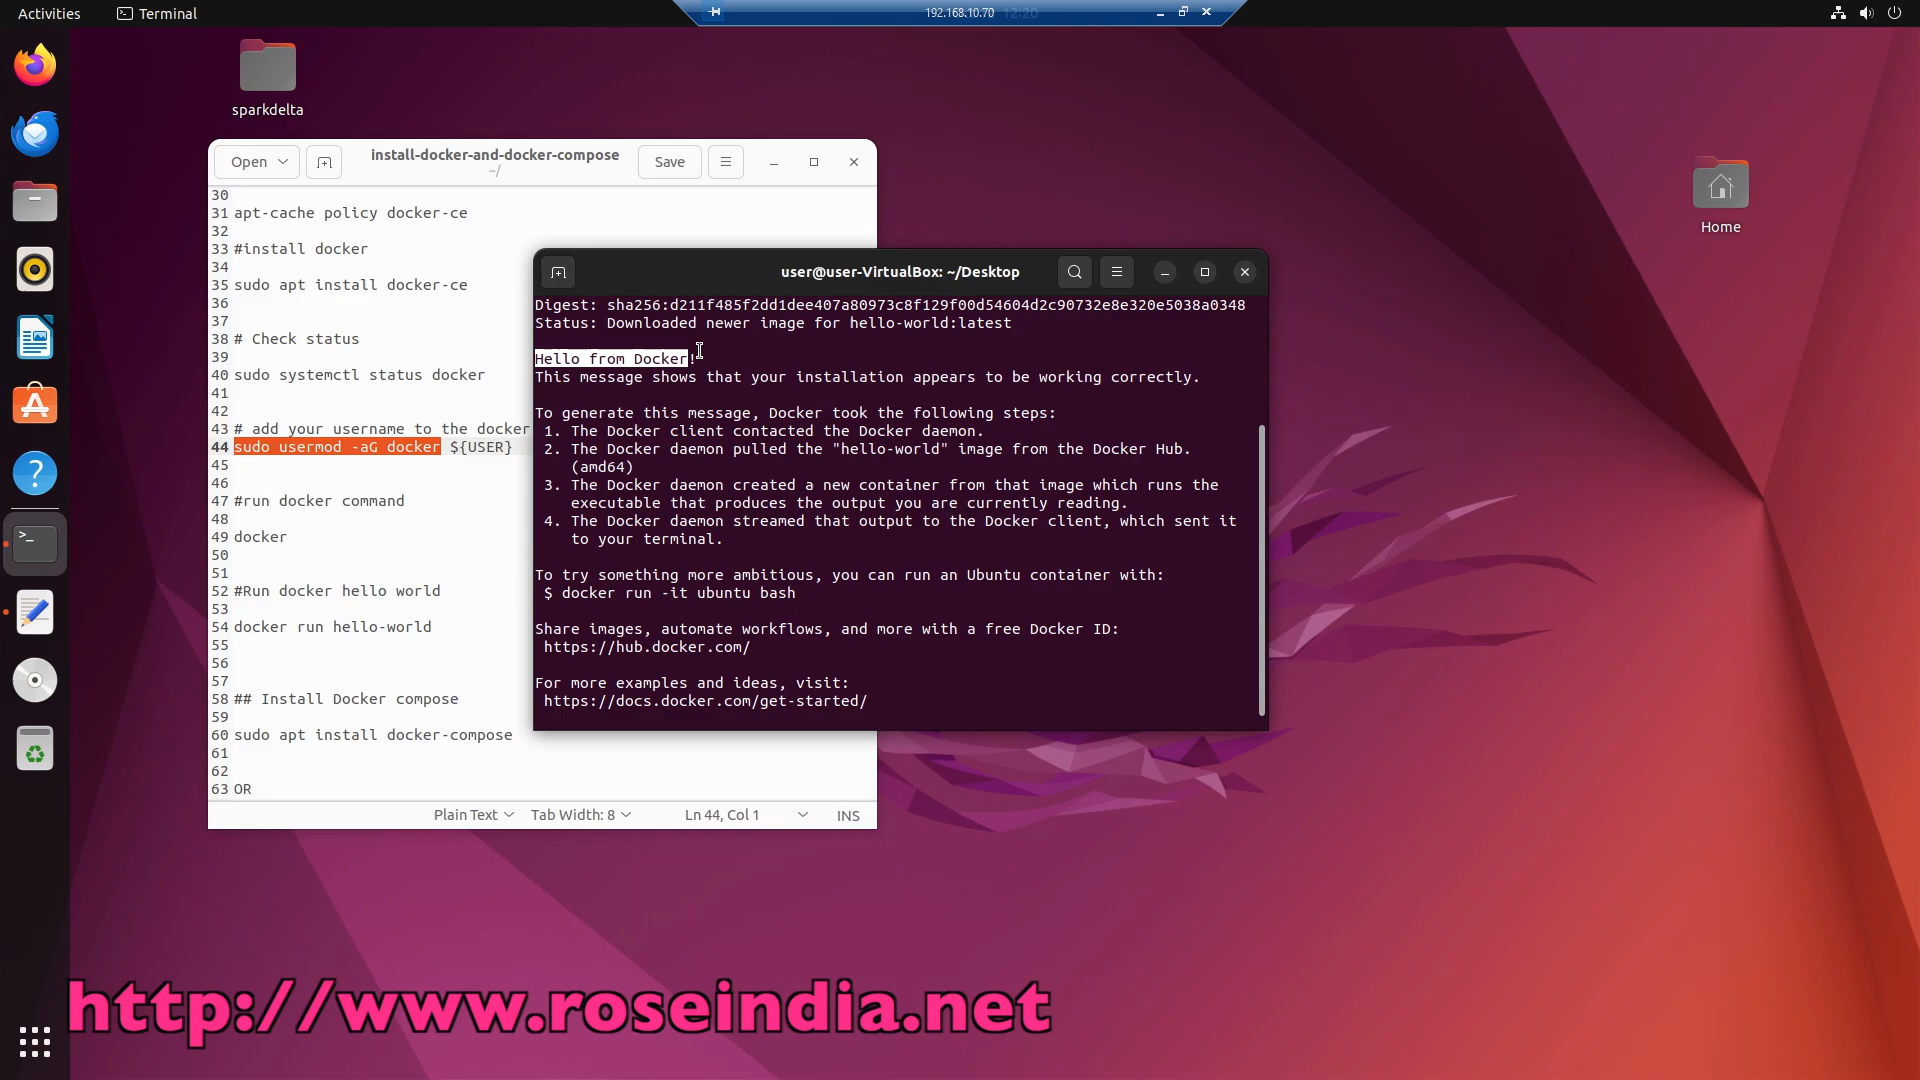 Activities
Terminal
192.168.10.70 12:20
sparkdelta
Home
Open
install-docker-and-docker-compose
~/
Save
30
31 apt-cache policy docker-ce
32
33 #install docker
34
35 sudo apt install docker-ce
36
37
38 # Check status
39
40 sudo systemctl status docker
41
42
43 # add your username to the docker
44 sudo usermod -aG docker ${USER}
45
46
47 #run docker command
48
49 docker
50
51
52 #Run docker hello world
53
54 docker run hello-world
55
56
57
58 ## Install Docker compose
59
60 sudo apt install docker-compose
61
62
63 OR
Plain Text
Tab Width: 8
Ln 44, Col 1
INS
user@user-VirtualBox: ~/Desktop
Digest: sha256:d211f485f2dd1dee407a80973c8f129f00d54604d2c90732e8e320e5038a0348
Status: Downloaded newer image for hello-world:latest
Hello from Docker!
This message shows that your installation appears to be working correctly.
To generate this message, Docker took the following steps:
1. The Docker client contacted the Docker daemon.
2. The Docker daemon pulled the "hello-world" image from the Docker Hub.
(amd64)
3. The Docker daemon created a new container from that image which runs the
executable that produces the output you are currently reading.
4. The Docker daemon streamed that output to the Docker client, which sent it
to your terminal.
To try something more ambitious, you can run an Ubuntu container with:
$ docker run -it ubuntu bash
Share images, automate workflows, and more with a free Docker ID:
https://hub.docker.com/
For more examples and ideas, visit:
https://docs.docker.com/get-started/
http://www.roseindia.net